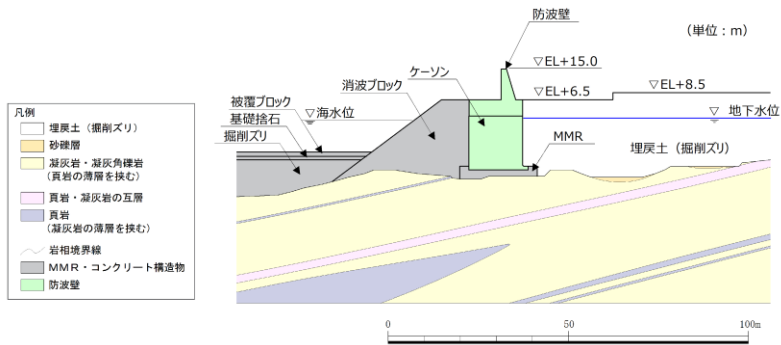 防波壁
（単位：m）
▽EL+15.0
ケーソン
消波ブロック
▽EL+6.5
▽EL+8.5
被覆ブロック
▽海水位
基礎捨石
掘削ズリ
▽ 地下水位
MMR
埋戻土（掘削ズリ）
凡例
埋戻土（掘削ズリ）
砂礫層
凝灰岩・凝灰角礫岩
（頁岩の薄層を挟む）
頁岩・凝灰岩の互層
頁岩
（凝灰岩の薄層を挟む）
岩相境界線
ＭＭＲ・コンクリート構造物
防波壁
0 50 100m